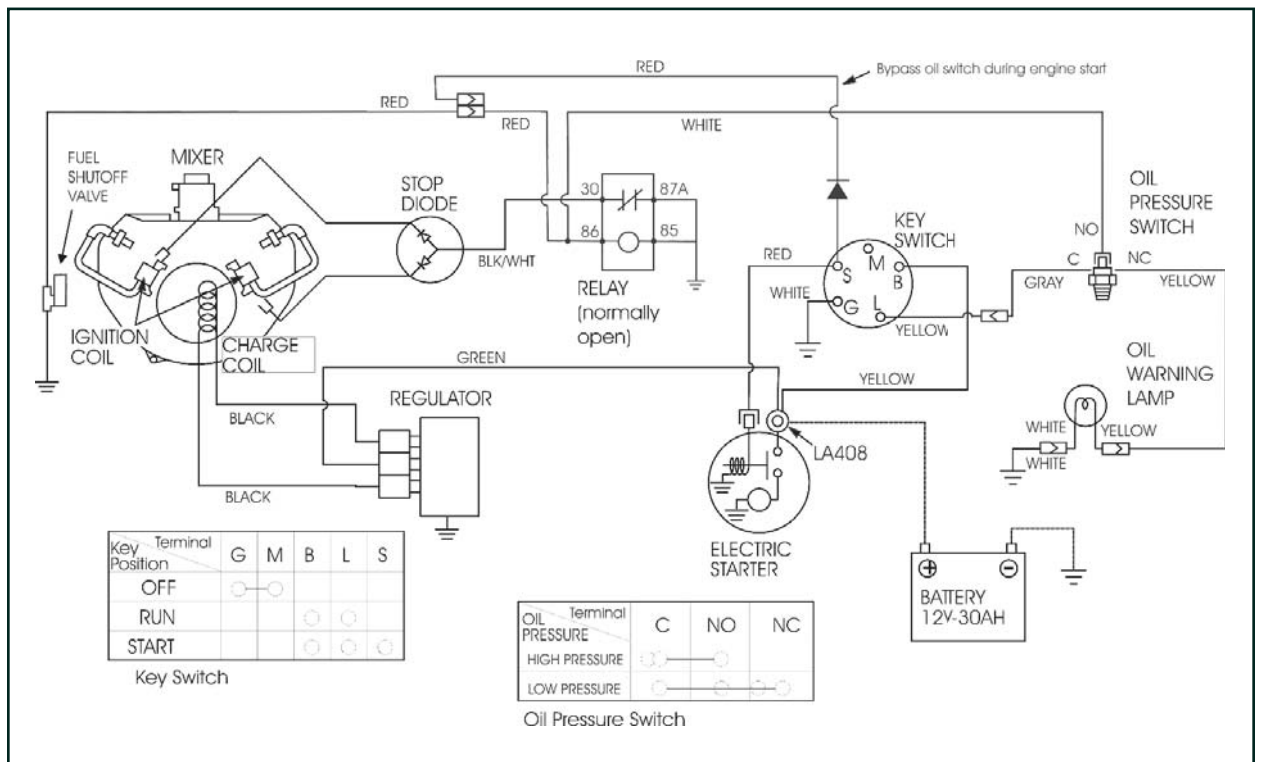 RED
Bypass oil switch during engine start
RED
RED
WHITE
FUEL
SHUTOFF
VALVE
MIXER
STOP
DIODE
30
87A
86
85
BLK/WHT
RELAY
(normally
open)
KEY
SWITCH
M
S
B
G
L
RED
WHITE
YELLOW
OIL
PRESSURE
SWITCH
NO
C
NC
GRAY
YELLOW
IGNITION
COIL
CHARGE
COIL
GREEN
YELLOW
BLACK
REGULATOR
BLACK
OIL
WARNING
LAMP
WHITE
YELLOW
WHITE
LA408
ELECTRIC
STARTER
BATTERY
12V-30AH
Terminal
Key
Position
G M B L S
OFF
RUN
START
Key Switch
Terminal
OIL
PRESSURE
C NO NC
HIGH PRESSURE
LOW PRESSURE
Oil Pressure Switch